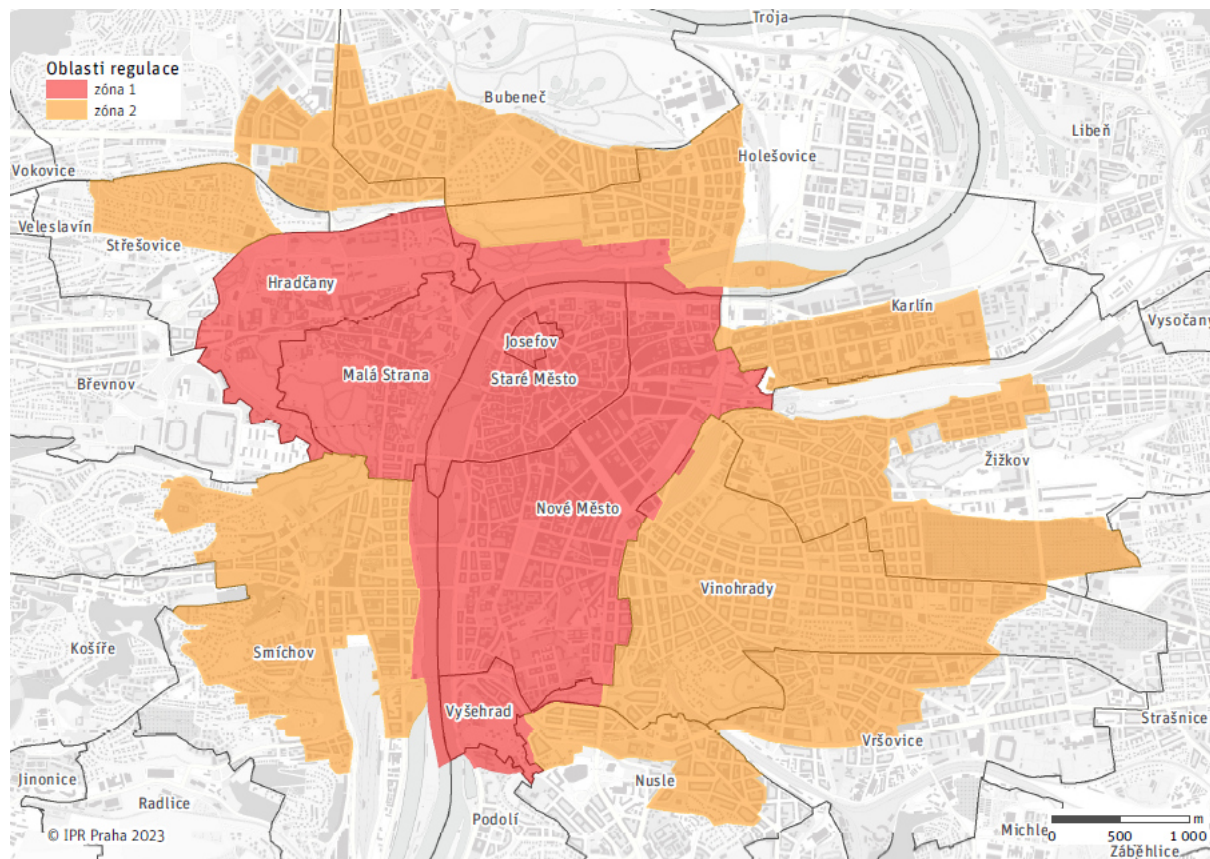 Troja
Oblasti regulace
zóna 1
zóna 2
Bubeneč
Libeň
Holešovice
Vokovice
Veleslavín
Střešovice
Hradčany
Karlín
Vysočany
Josefov
Malá Strana
Staré Město
Břevnov
Žižkov
Nové Město
Vinohrady
Košíře
Smíchov
Vyšehrad
Strašnice
Vršovice
Jinonice
Nusle
Radlice
Podolí
© IPR Praha 2023
Michle
m
0 500 1 000
Záběhlice